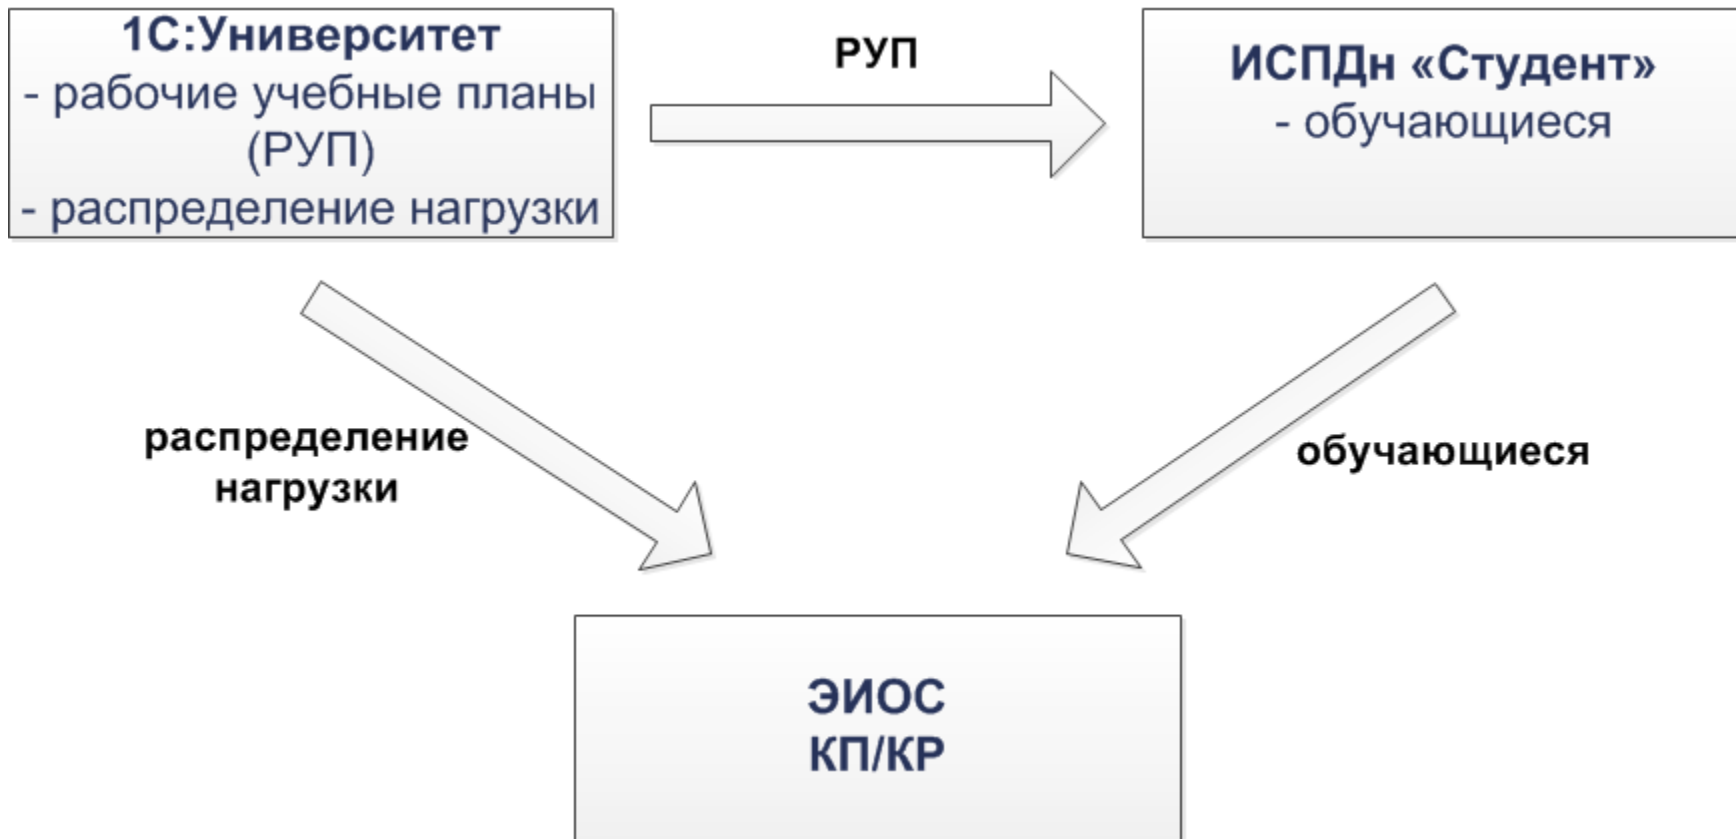 1С:Университет
- рабочие учебные планы
(РУП)
- распределение нагрузки
РУП
ИСПДн «Студент»
- обучающиеся
распределение
нагрузки
обучающиеся
ЭИОС
КП/КР